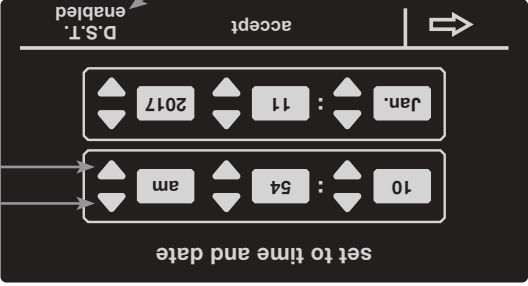 set to time and date
10 : 54 am
Jan. : 11 2017
accept
D.S.T.
enabled